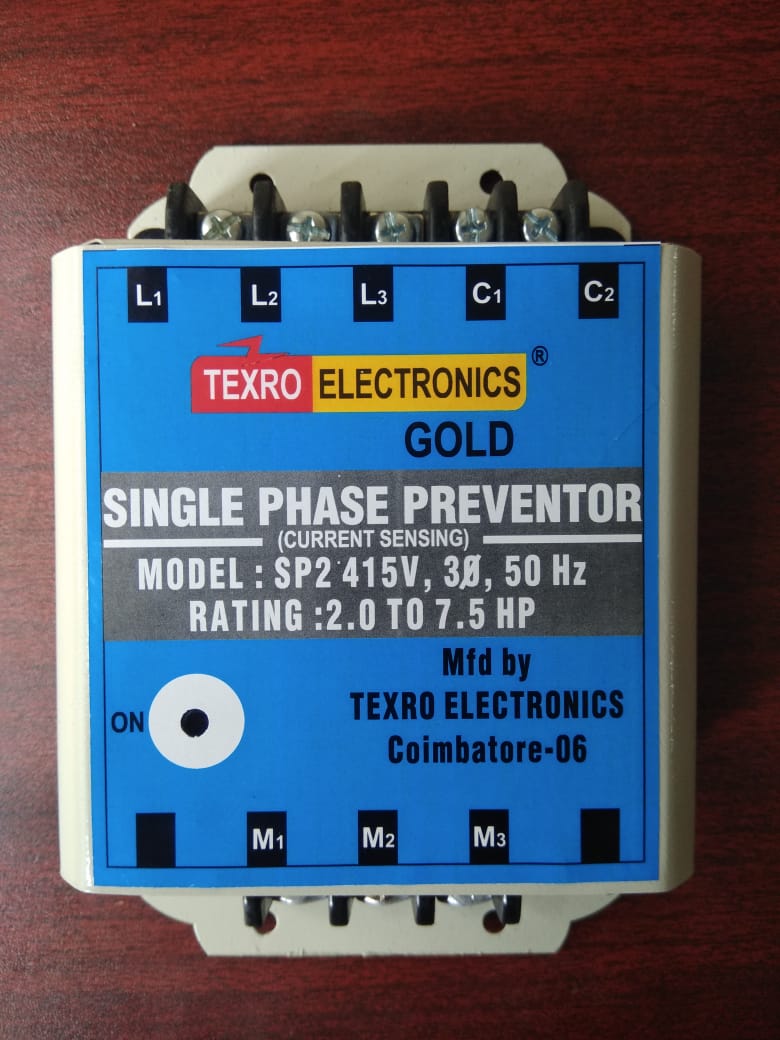 L1 L2 L3 C1 C2
TEXRO ELECTRONICS ®
GOLD
SINGLE PHASE PREVENTOR
(CURRENT SENSING)
MODEL : SP2 415V, 3Ø, 50 Hz
RATING :2.0 TO 7.5 HP
Mfd by
TEXRO ELECTRONICS
Coimbatore-06
ON
M1 M2 M3